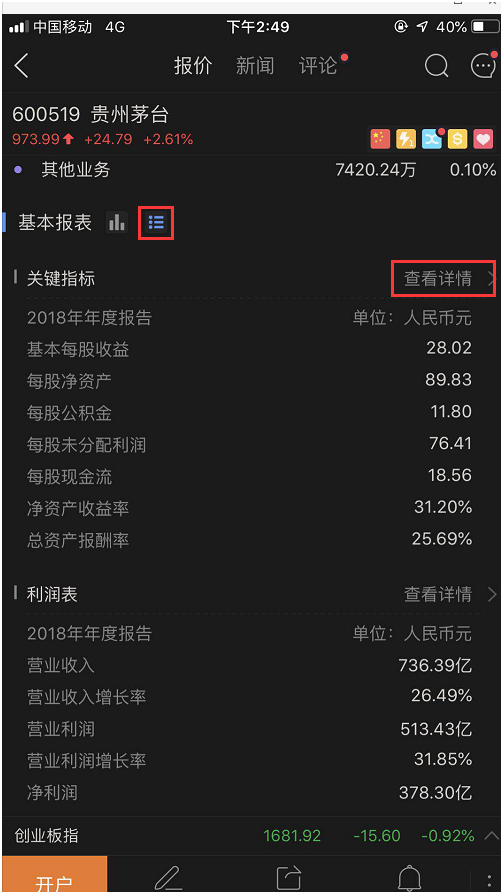 中国移动 4G 下午2:49 40%
报价 新闻 评论
600519 贵州茅台
973.99 +24.79 +2.61%
其他业务 7420.24万 0.10%
基本报表
关键指标 查看详情
2018年年度报告 单位：人民币元
基本每股收益 28.02
每股净资产 89.83
每股公积金 11.80
每股未分配利润 76.41
每股现金流 18.56
净资产收益率 31.20%
总资产报酬率 25.69%
利润表 查看详情
2018年年度报告 单位：人民币元
营业收入 736.39亿
营业收入增长率 26.49%
营业利润 513.43亿
营业利润增长率 31.85%
净利润 378.30亿
创业板指 1681.92 -15.60 -0.92%
开户